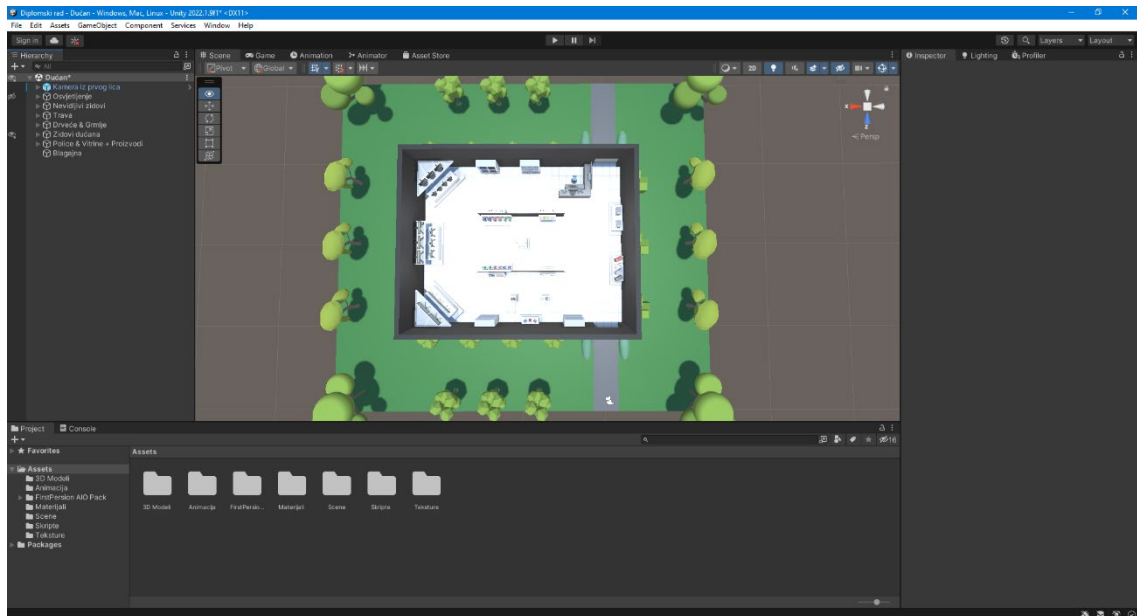 Diplomski rad - Dućan - Windows, Mac, Linux - Unity 2022.1.9f1* <DX11>
File Edit Assets GameObject Component Services Window Help
Sign in
Layers Layout
Hierarchy
Scene Game Animation Animator Asset Store
Inspector Lighting Profiler
All
Pivot Global
2D
Dućan*
Kamera iz prvog lica
Osvjetljenje
Nevidljivi zidovi
Trava
Drveće & Grmlje
Zidovi dućana
Police & Vitrine + Proizvodi
Blagajna
x
z
Persp
Project Console
16
Favorites
Assets
Assets
3D Modeli
Animacija
FirstPersion AIO Pack
Materijali
Scene
Skripte
Teksture
Packages
3D Modeli Animacija FirstPersio... Materijali Scene Skripte Teksture